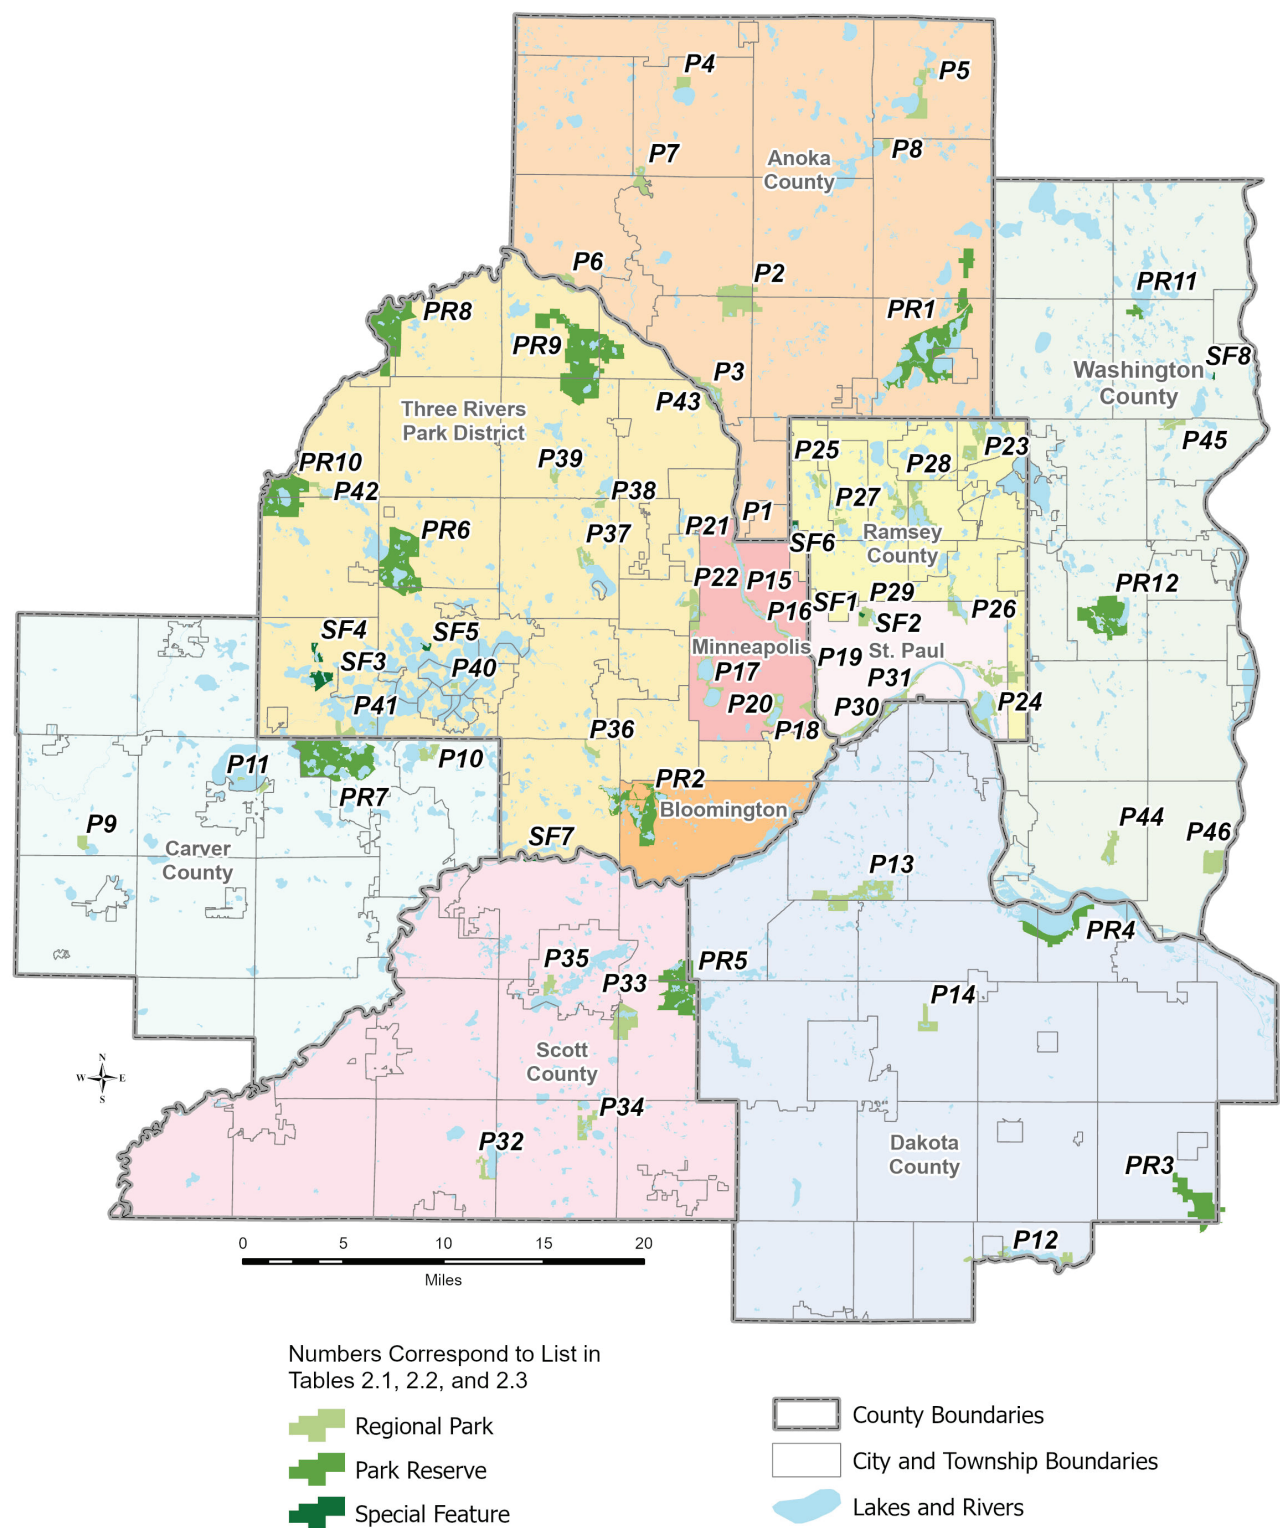 P4
P5
P7
P8
Anoka
County
P6
P2
PR11
PR8
PR1
PR9
SF8
P3
Washington
County
P43
Three Rivers
Park District
P45
P25
P23
P28
P39
PR10
P42
P38
P27
P1
PR6
P37
P21
Ramsey
County
SF6
P22
P15
PR12
P29
SF1
P16
P26
SF2
SF4
SF5
Minneapolis
St. Paul
SF3
P40
P19
P17
P31
P41
P20
P30
P24
P36
P18
P11
P10
PR2
PR7
Bloomington
P44
P9
SF7
P46
Carver
County
P13
PR4
P35
PR5
P33
P14
Scott
County
N
W E
S
P34
P32
Dakota
County
PR3
P12
0 5 10 15 20
Miles
Numbers Correspond to List in
Tables 2.1, 2.2, and 2.3
Regional Park
Park Reserve
Special Feature
County Boundaries
City and Township Boundaries
Lakes and Rivers